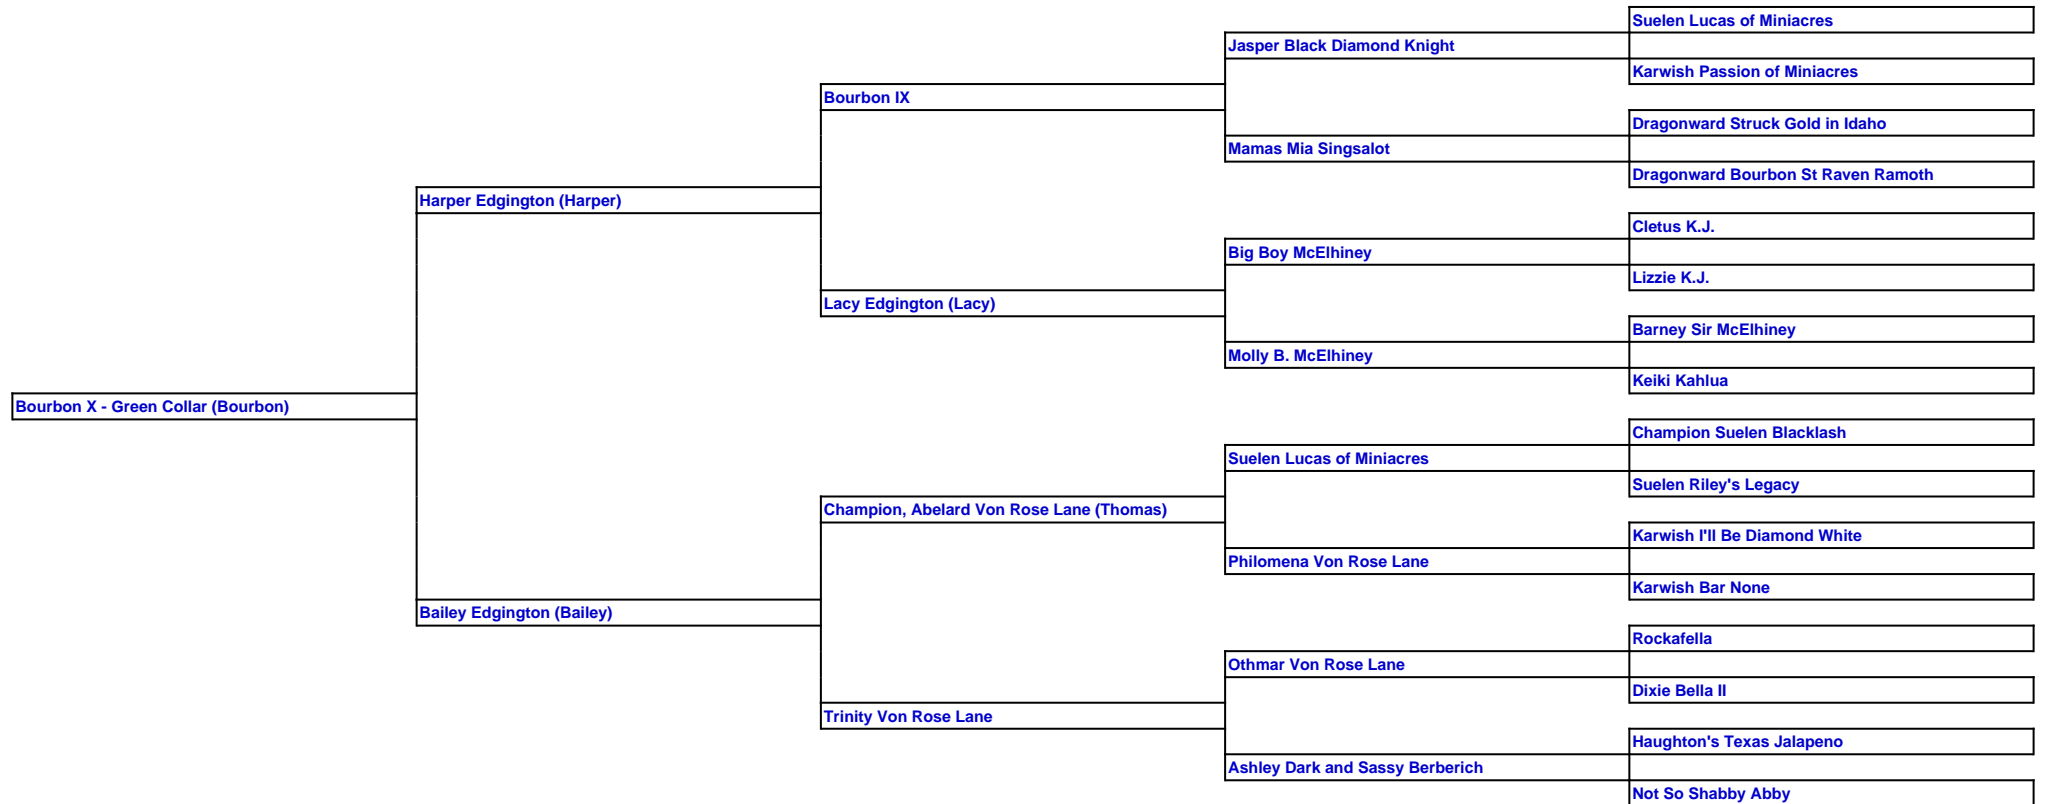 Suelen Lucas of Miniacres
Jasper Black Diamond Knight
Karwish Passion of Miniacres
Bourbon IX
Dragonward Struck Gold in Idaho
Mamas Mia Singsalot
Dragonward Bourbon St Raven Ramoth
Harper Edgington (Harper)
Cletus K.J.
Big Boy McElhiney
Lizzie K.J.
Lacy Edgington (Lacy)
Barney Sir McElhiney
Molly B. McElhiney
Keiki Kahlua
Bourbon X - Green Collar (Bourbon)
Champion Suelen Blacklash
Suelen Lucas of Miniacres
Suelen Riley's Legacy
Champion, Abelard Von Rose Lane (Thomas)
Karwish I'll Be Diamond White
Philomena Von Rose Lane
Karwish Bar None
Bailey Edgington (Bailey)
Rockafella
Othmar Von Rose Lane
Dixie Bella II
Trinity Von Rose Lane
Haughton's Texas Jalapeno
Ashley Dark and Sassy Berberich
Not So Shabby Abby